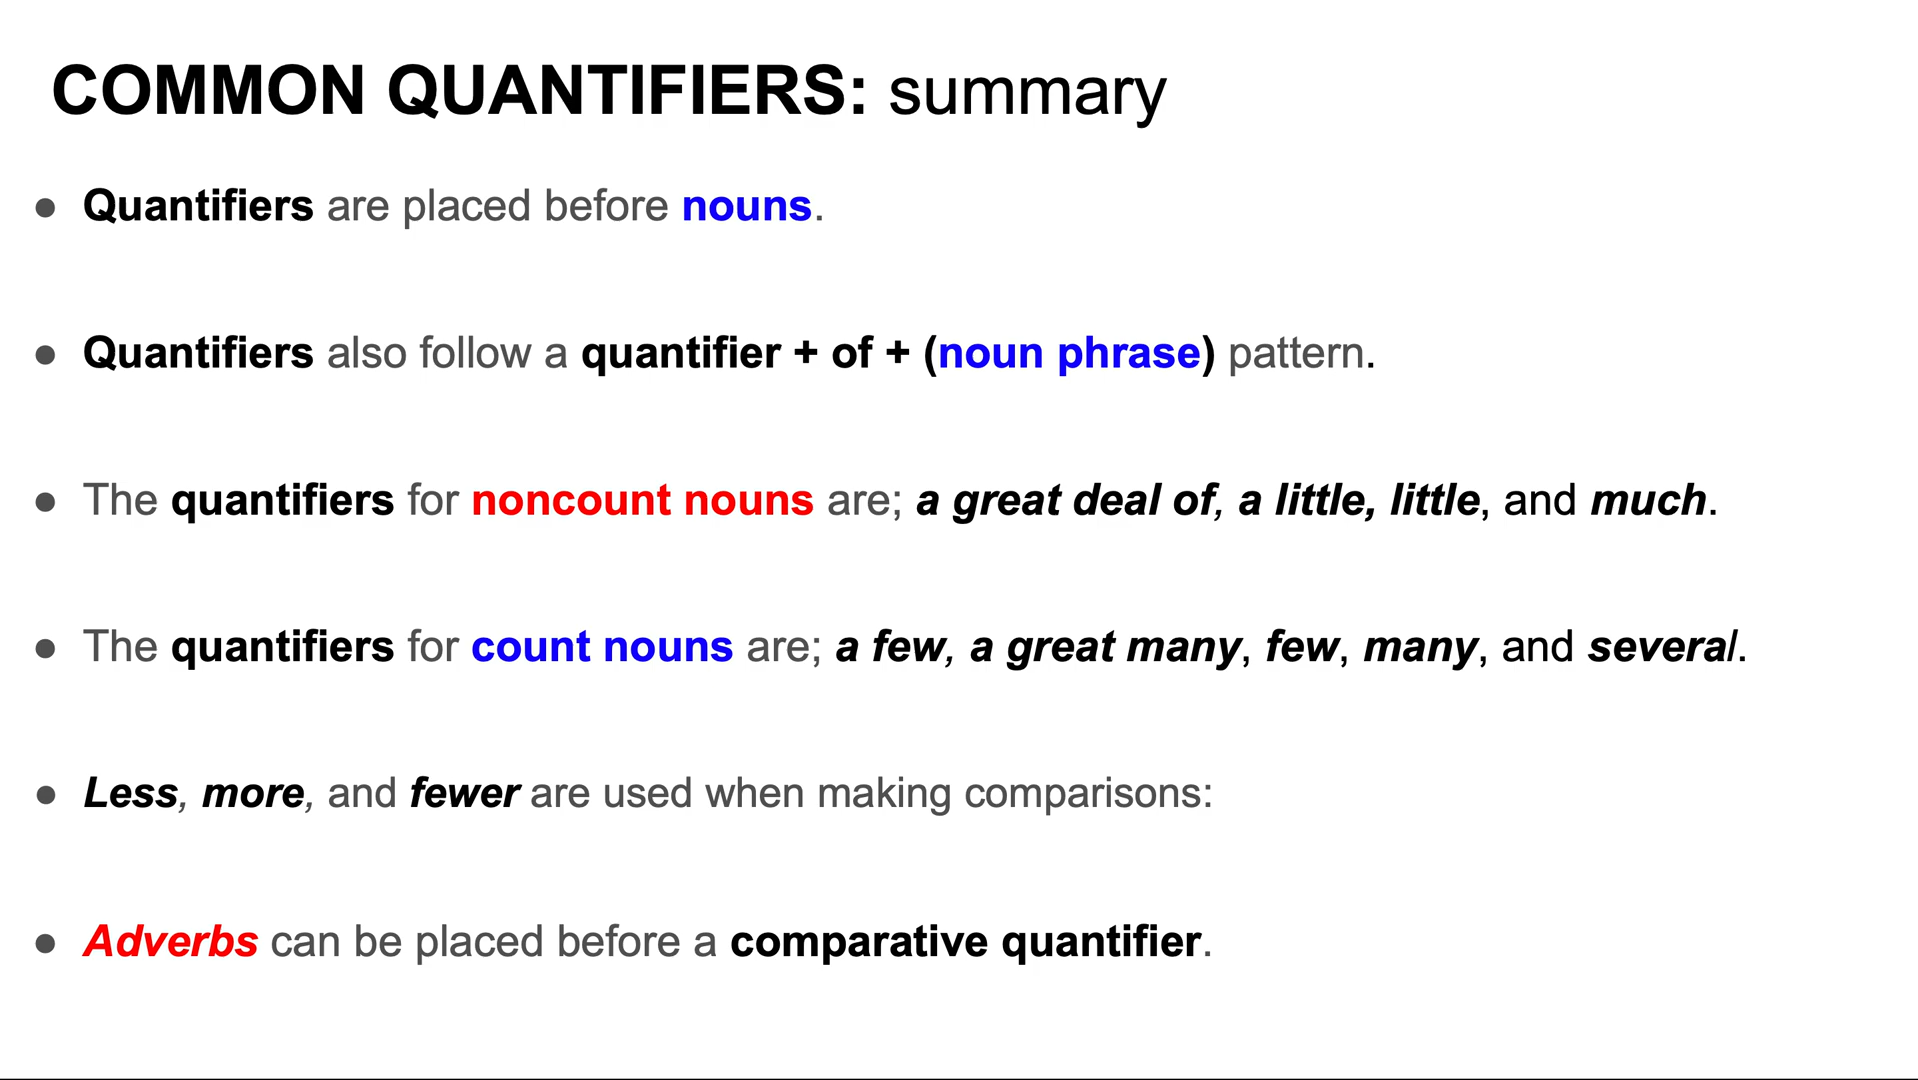 COMMON QUANTIFIERS: summary
● Quantifiers are placed before nouns.
● Quantifiers also follow a quantifier + of + (noun phrase) pattern.
● The quantifiers for noncount nouns are; a great deal of, a little, little, and much.
● The quantifiers for count nouns are; a few, a great many, few, many, and several.
● Less, more, and fewer are used when making comparisons:
● Adverbs can be placed before a comparative quantifier.